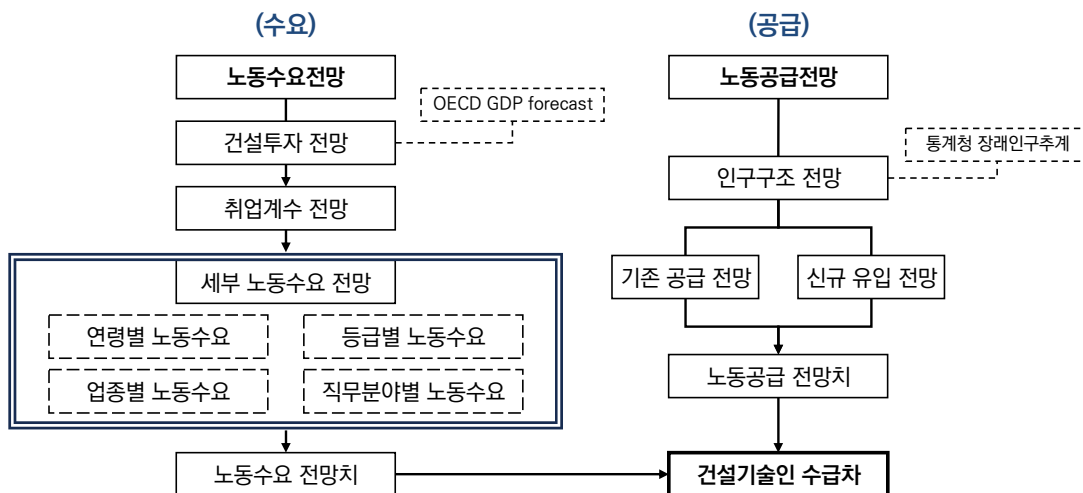 (수요)
노동수요전망
OECD GDP forecast
건설투자 전망
취업계수 전망
세부 노동수요 전망
연령별 노동수요
등급별 노동수요
업종별 노동수요
직무분야별 노동수요
노동수요 전망치
(공급)
노동공급전망
통계청 장래인구추계
인구구조 전망
기존 공급 전망
신규 유입 전망
노동공급 전망치
건설기술인 수급차